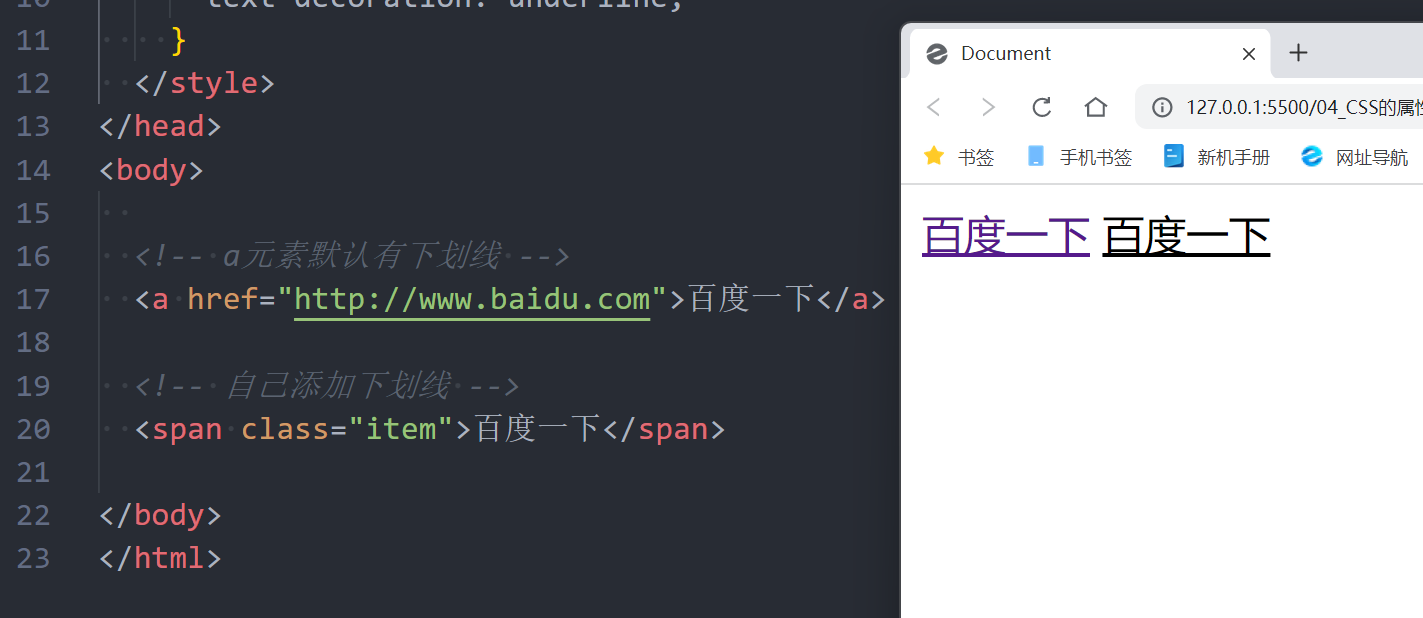 10 text-decoration: underline;
11 }
12 </style>
13 </head>
14 <body>
15
16 <!-- a元素默认有下划线 -->
17 <a href="http://www.baidu.com">百度一下</a>
18
19 <!-- 自己添加下划线 -->
20 <span class="item">百度一下</span>
21
22 </body>
23 </html>
Document
127.0.0.1:5500/04_CSS的属性
书签 手机书签 新机手册 网址导航
百度一下 百度一下